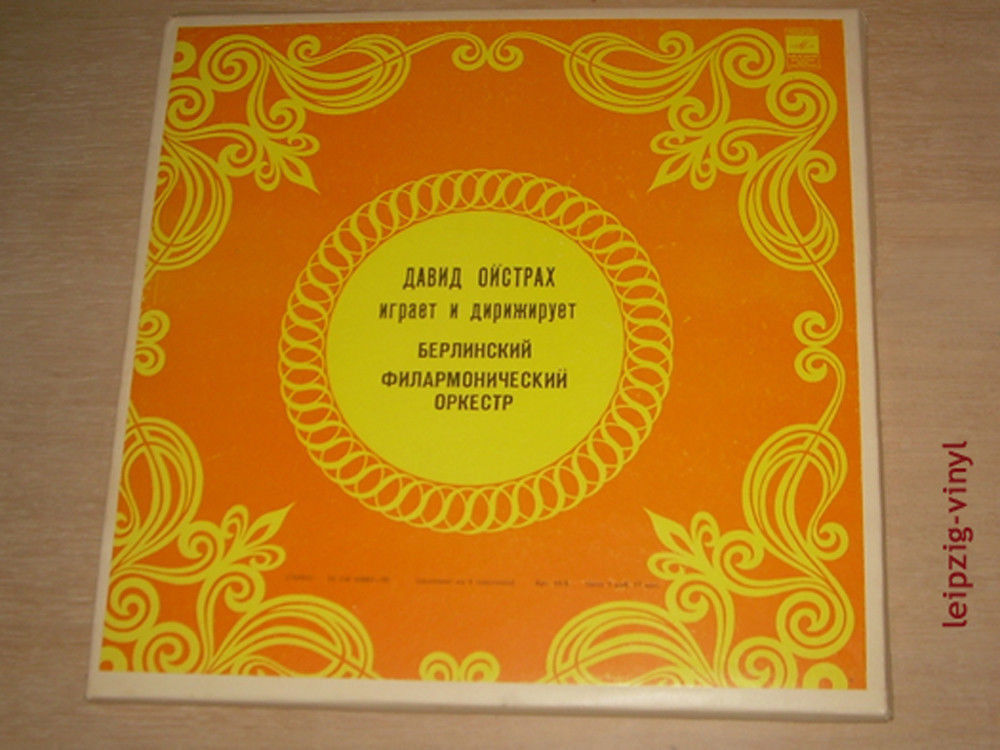 ДАВИД ОЙСТРАХ
играет и дирижирует
БЕРЛИНСКИЙ
ФИЛАРМОНИЧЕСКИЙ
ОРКЕСТР
leipzig-vinyl